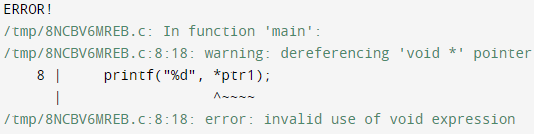 ERROR!
/tmp/8NCBV6MREB.c: In function 'main':
/tmp/8NCBV6MREB.c:8:18: warning: dereferencing 'void *' pointer
8 |     printf("%d", *ptr1);
  |                  ^~~~~
/tmp/8NCBV6MREB.c:8:18: error: invalid use of void expression